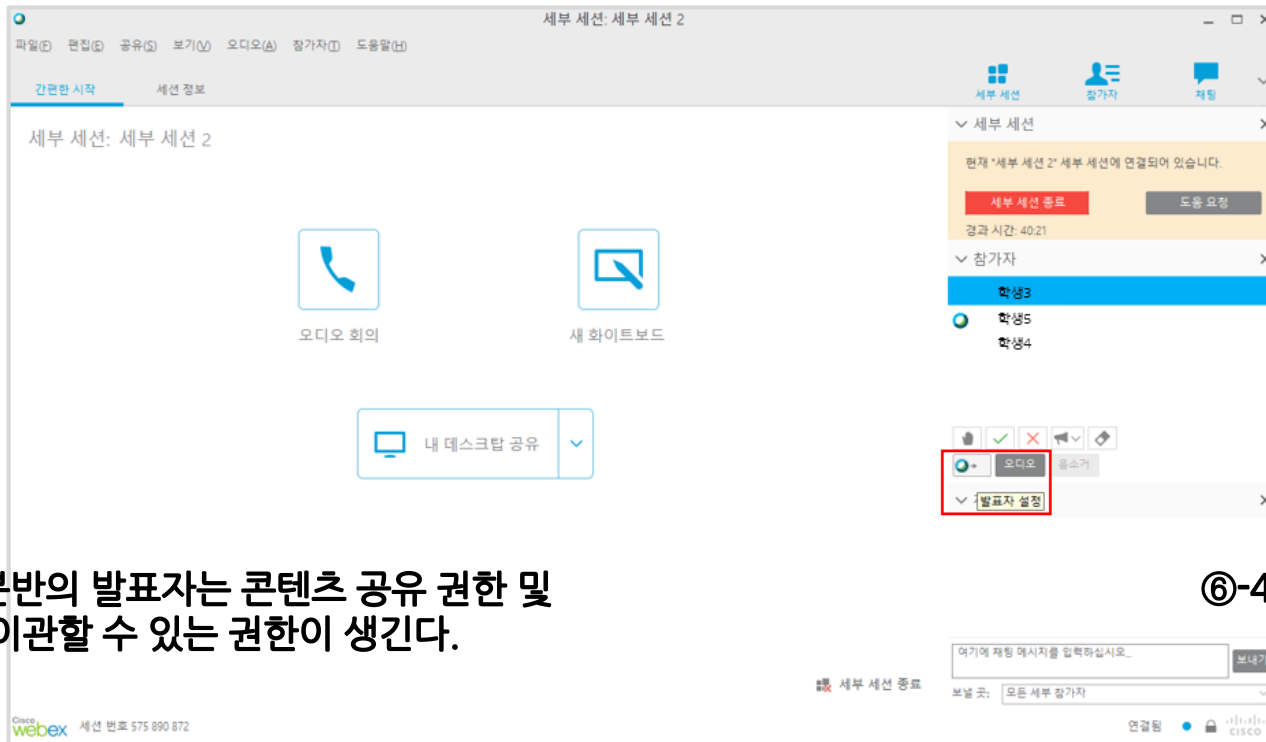 세부 세션: 세부 세션 2
파일(F) 편집(E) 공유(S) 보기(V) 오디오(A) 참가자(T) 도움말(H)
간편한 시작 세션 정보
세부 세션 참가자 채팅
세부 세션: 세부 세션 2
세부 세션
현재 "세부 세션 2" 세부 세션에 연결되어 있습니다.
세부 세션 종료 도움 요청
경과 시간: 40:21
참가자
학생3
학생5
학생4
오디오 회의 새 화이트보드
내 데스크탑 공유
오디오 음소거
발표자 설정
분반의 발표자는 콘텐츠 공유 권한 및
이관할 수 있는 권한이 생긴다.
⑥-4
여기에 채팅 메시지를 입력하십시오_
보내기
세부 세션 종료
보낼 곳: 모든 세부 참가자
Cisco webex 세션 번호 575 890 872
연결됨
CISCO